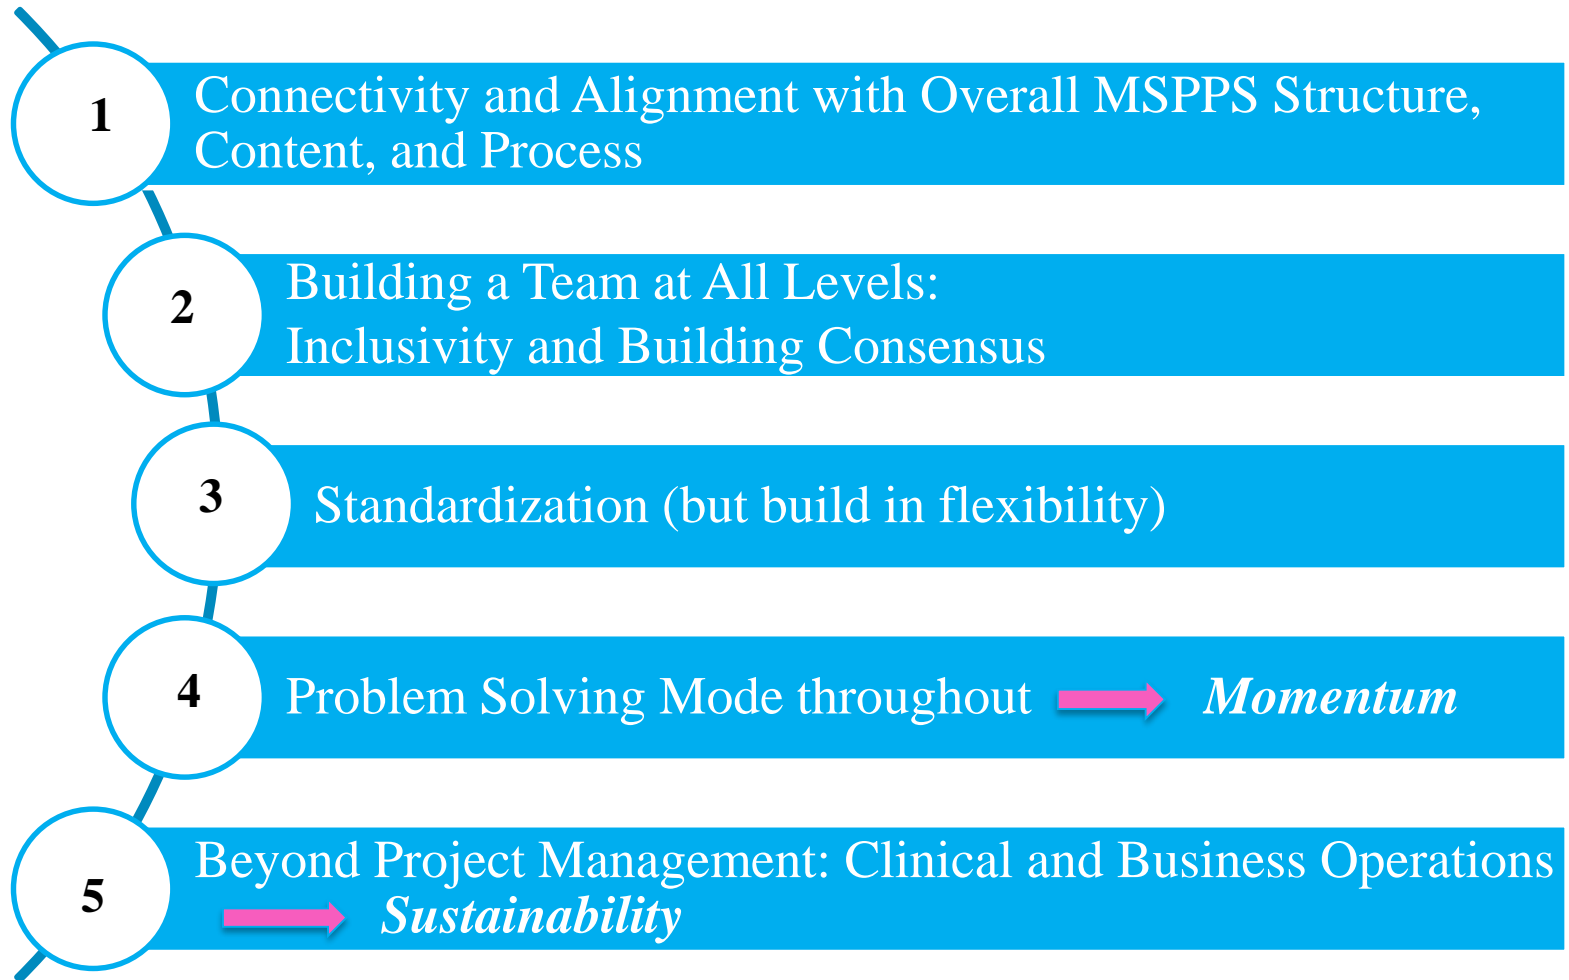 1
Connectivity and Alignment with Overall MSPPS Structure,
Content, and Process
2
Building a Team at All Levels:
Inclusivity and Building Consensus
3
Standardization (but build in flexibility)
4
Problem Solving Mode throughout Momentum
5
Beyond Project Management: Clinical and Business Operations
Sustainability